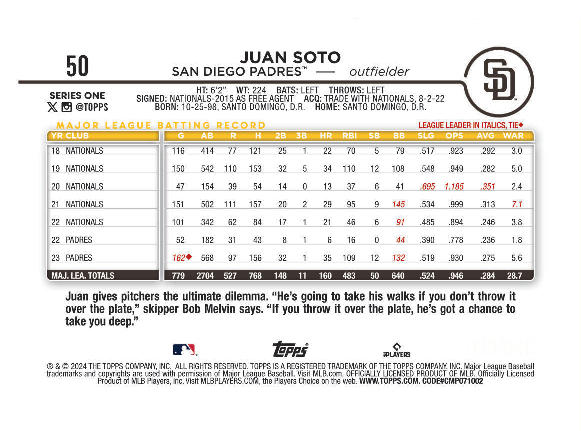 50
JUAN SOTO
SAN DIEGO PADRES™ — outfielder
SD
SERIES ONE
@TOPPS
HT: 6'2" WT: 224 BATS: LEFT THROWS: LEFT
SIGNED: NATIONALS-2015 AS FREE AGENT ACQ: TRADE WITH NATIONALS, 8-2-22
BORN: 10-25-98, SANTO DOMINGO, D.R. HOME: SANTO DOMINGO, D.R.
MAJOR LEAGUE BATTING RECORD LEAGUE LEADER IN ITALICS, TIE◆
YR CLUB G AB R H 2B 3B HR RBI SB BB SLG OPS AVG WAR
18 NATIONALS 116 414 77 121 25 1 22 70 5 79 .517 .923 .292 3.0
19 NATIONALS 150 542 110 153 32 5 34 110 12 108 .548 .949 .282 5.0
20 NATIONALS 47 154 39 54 14 0 13 37 6 41 .695 1.185 .351 2.4
21 NATIONALS 151 502 111 157 20 2 29 95 9 145 .534 .999 .313 7.1
22 NATIONALS 101 342 62 84 17 1 21 46 6 91 .485 .894 .246 3.8
22 PADRES 52 182 31 43 8 1 6 16 0 44 .390 .778 .236 1.8
23 PADRES 162◆ 568 97 156 32 1 35 109 12 132 .519 .930 .275 5.6
MAJ. LEA. TOTALS 779 2704 527 768 148 11 160 483 50 640 .524 .946 .284 28.7
Juan gives pitchers the ultimate dilemma. "He's going to take his walks if you don't throw it
over the plate," skipper Bob Melvin says. "If you throw it over the plate, he's got a chance to
take you deep."
Topps
PLAYERS
® & © 2024 THE TOPPS COMPANY, INC. ALL RIGHTS RESERVED. TOPPS IS A REGISTERED TRADEMARK OF THE TOPPS COMPANY, INC. Major League Baseball
trademarks and copyrights are used with permission of Major League Baseball. Visit MLB.com. OFFICIALLY LICENSED PRODUCT OF MLB. Officially Licensed
Product of MLB Players, Inc. Visit MLBPLAYERS.COM, the Players Choice on the web. WWW.TOPPS.COM. CODE#CMP071002